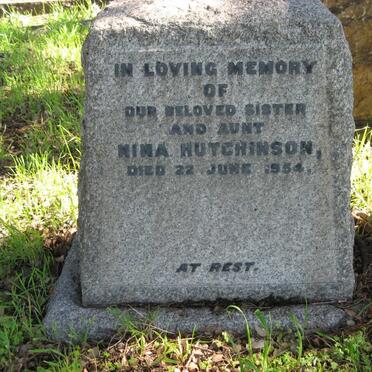 IN LOVING MEMORY
OF
OUR BELOVED SISTER
AND AUNT
NINA HUTCHINSON,
DIED 22 JUNE 1954.
AT REST.